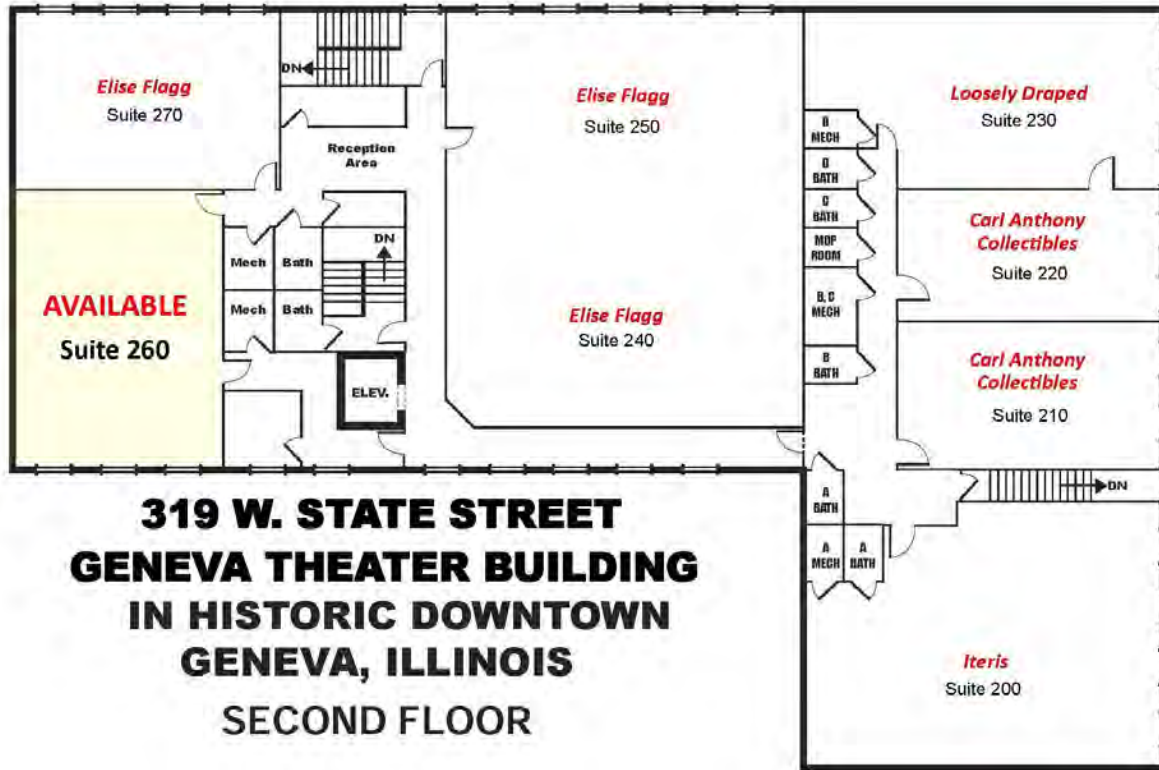 DN
Elise Flagg
Suite 270
Elise Flagg
Suite 250
Loosely Draped
Suite 230
Reception
Area
B
MECH
D
BATH
C
BATH
MOP
ROOM
B, C
MECH
B
BATH
Carl Anthony
Collectibles
Suite 220
DN
Mech
Bath
Mech
Bath
AVAILABLE
Suite 260
Elise Flagg
Suite 240
Carl Anthony
Collectibles
Suite 210
ELEV.
DN
A
BATH
A
MECH
A
BATH
319 W. STATE STREET
GENEVA THEATER BUILDING
IN HISTORIC DOWNTOWN
GENEVA, ILLINOIS
SECOND FLOOR
Iteris
Suite 200